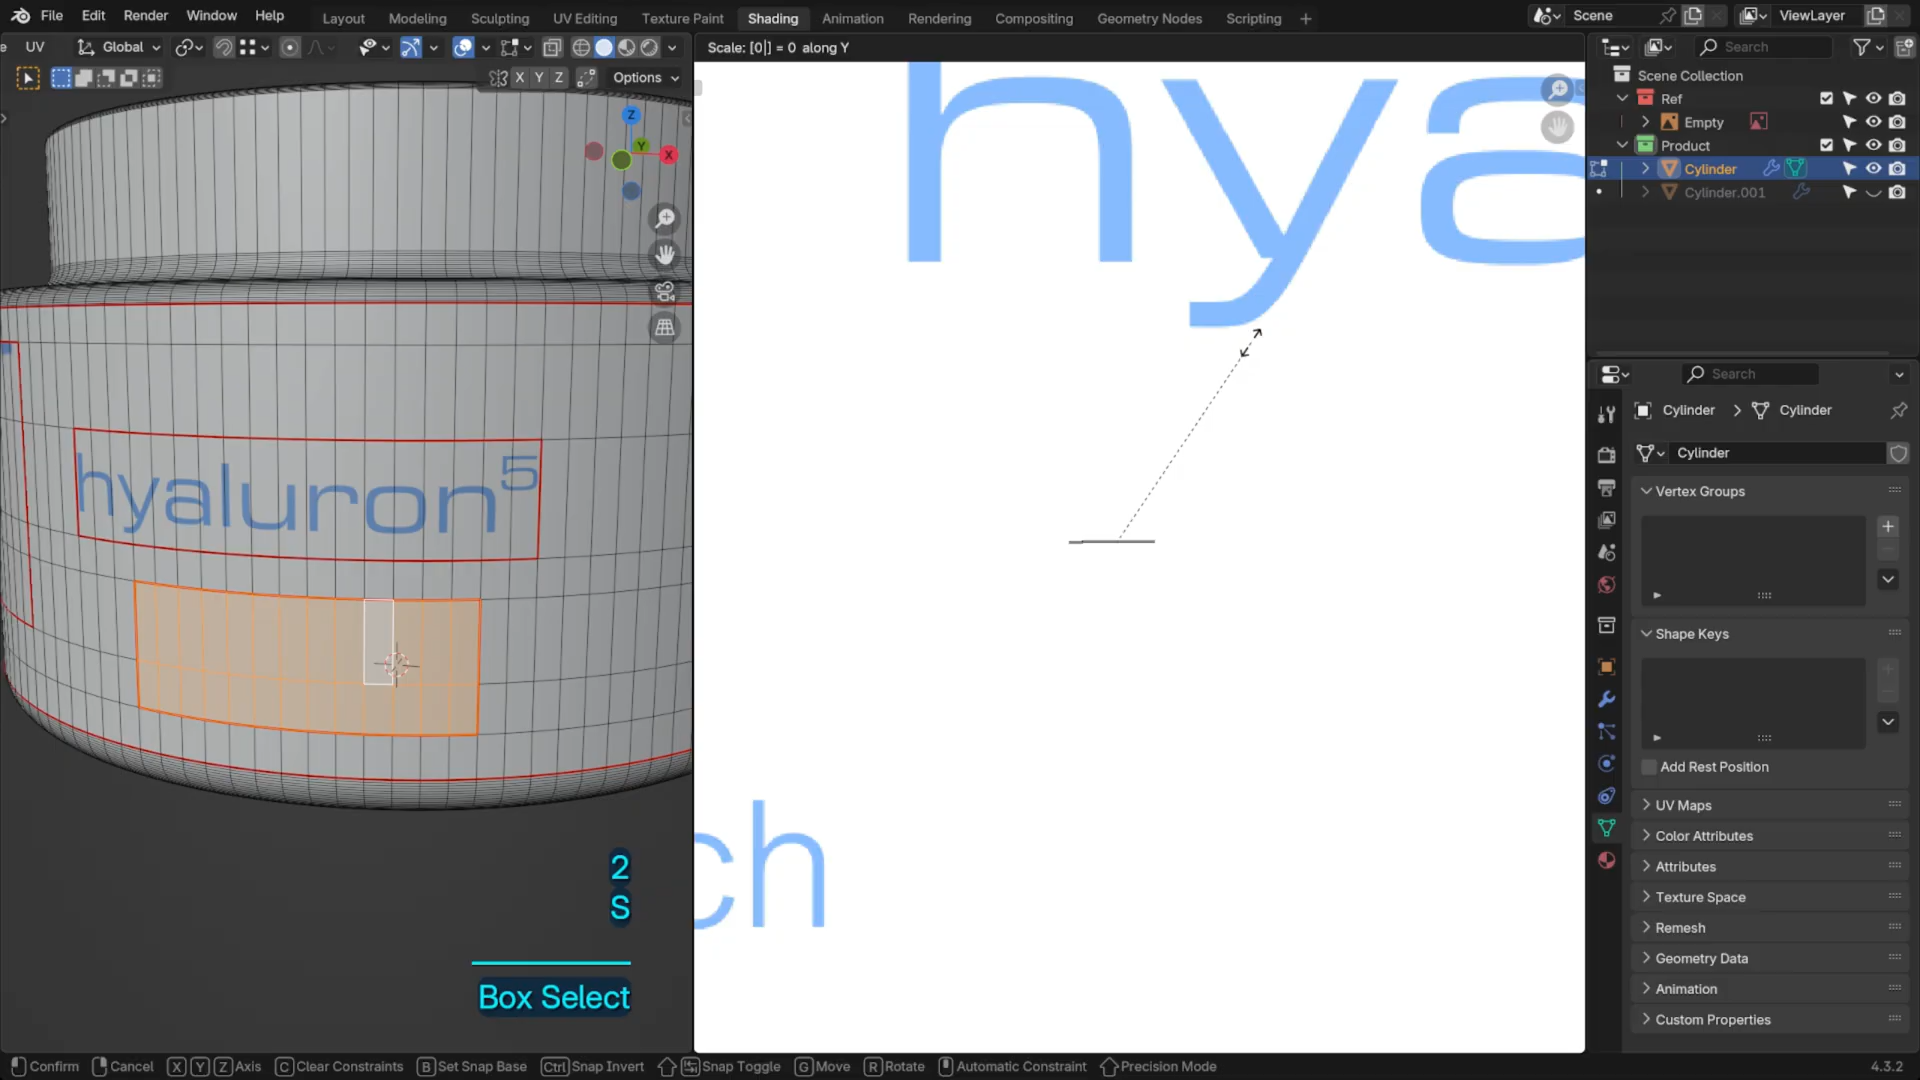 File Edit Render Window Help Layout Modeling Sculpting UV Editing Texture Paint Shading Animation Rendering Compositing Geometry Nodes Scripting + Scene ViewLayer
UV Global Scale: [0|] = 0 along Y Search
X Y Z Options
Scene Collection
Ref
Empty
Product
Cylinder
Cylinder.001
Z
Y
X
hya
hyaluron5
ch
Search
Cylinder > Cylinder
Cylinder
Vertex Groups
Shape Keys
Add Rest Position
UV Maps
Color Attributes
Attributes
Texture Space
Remesh
Geometry Data
Animation
Custom Properties
2
S
Box Select
Confirm Cancel X Y Z Axis C Clear Constraints B Set Snap Base Ctrl Snap Invert Snap Toggle G Move R Rotate Automatic Constraint Precision Mode 4.3.2